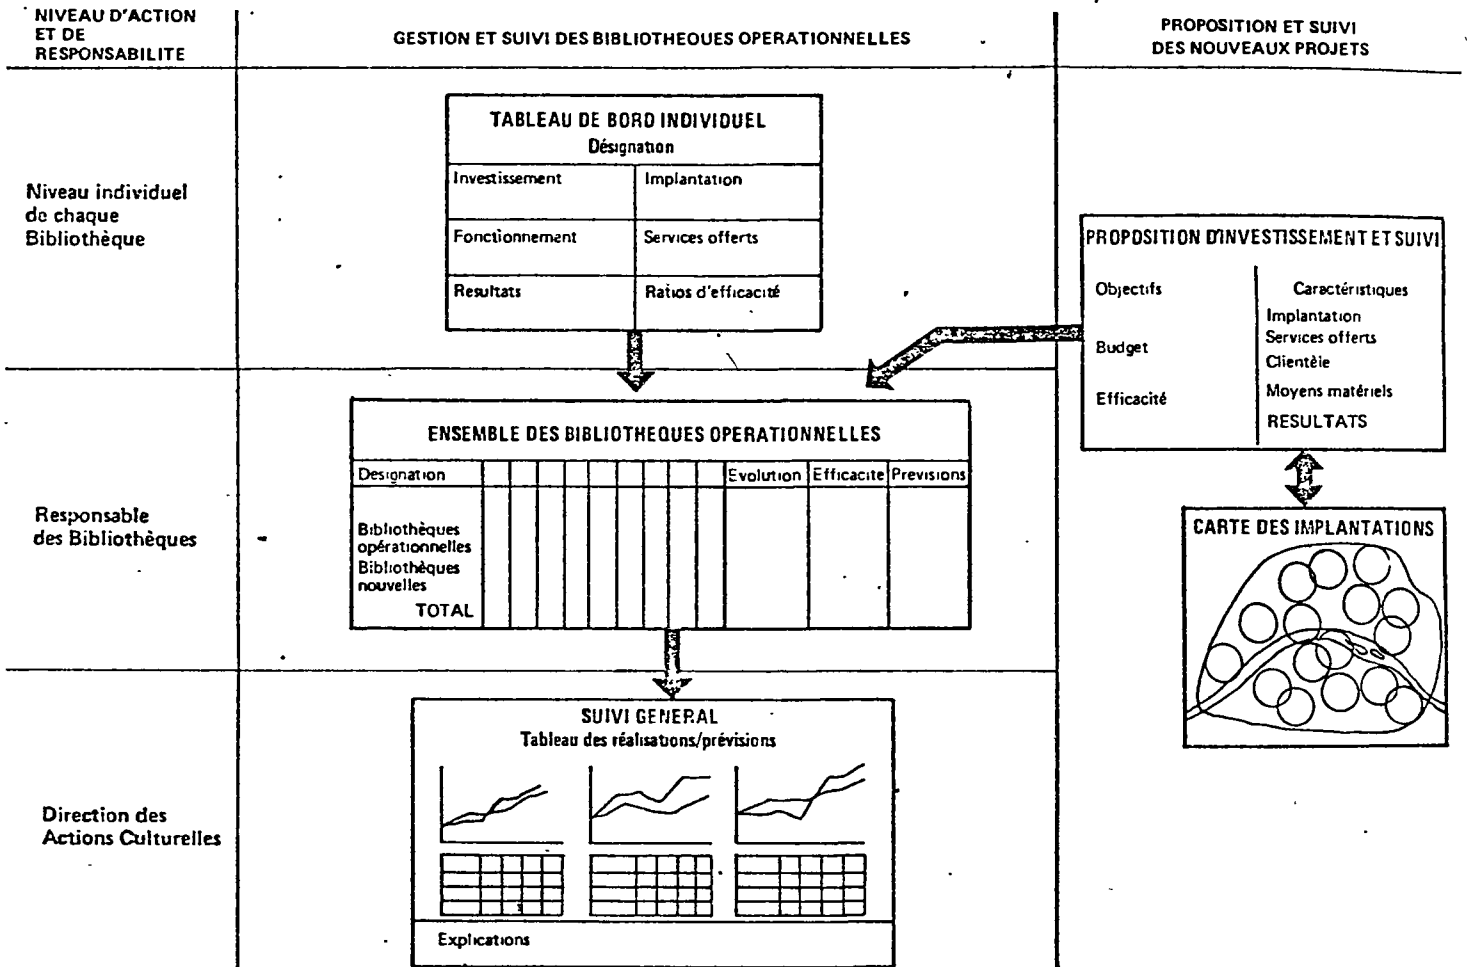 NIVEAU D'ACTION
ET DE
RESPONSABILITE
GESTION ET SUIVI DES BIBLIOTHEQUES OPERATIONNELLES
PROPOSITION ET SUIVI
DES NOUVEAUX PROJETS
Niveau individuel
de chaque
Bibliothèque
TABLEAU DE BORD INDIVIDUEL
Désignation
Investissement
Implantation
Fonctionnement
Services offerts
Resultats
Ratios d'efficacité
PROPOSITION D'INVESTISSEMENT ET SUIVI
Objectifs
Budget
Efficacité
Caractéristiques
Implantation
Services offerts
Clientèle
Moyens matériels
RESULTATS
Responsable
des Bibliothèques
ENSEMBLE DES BIBLIOTHEQUES OPERATIONNELLES
Designation
Evolution
Efficacite
Previsions
Bibliothèques
opérationnelles
Bibliothèques
nouvelles
TOTAL
CARTE DES IMPLANTATIONS
Direction des
Actions Culturelles
SUIVI GENERAL
Tableau des réalisations/prévisions
Explications